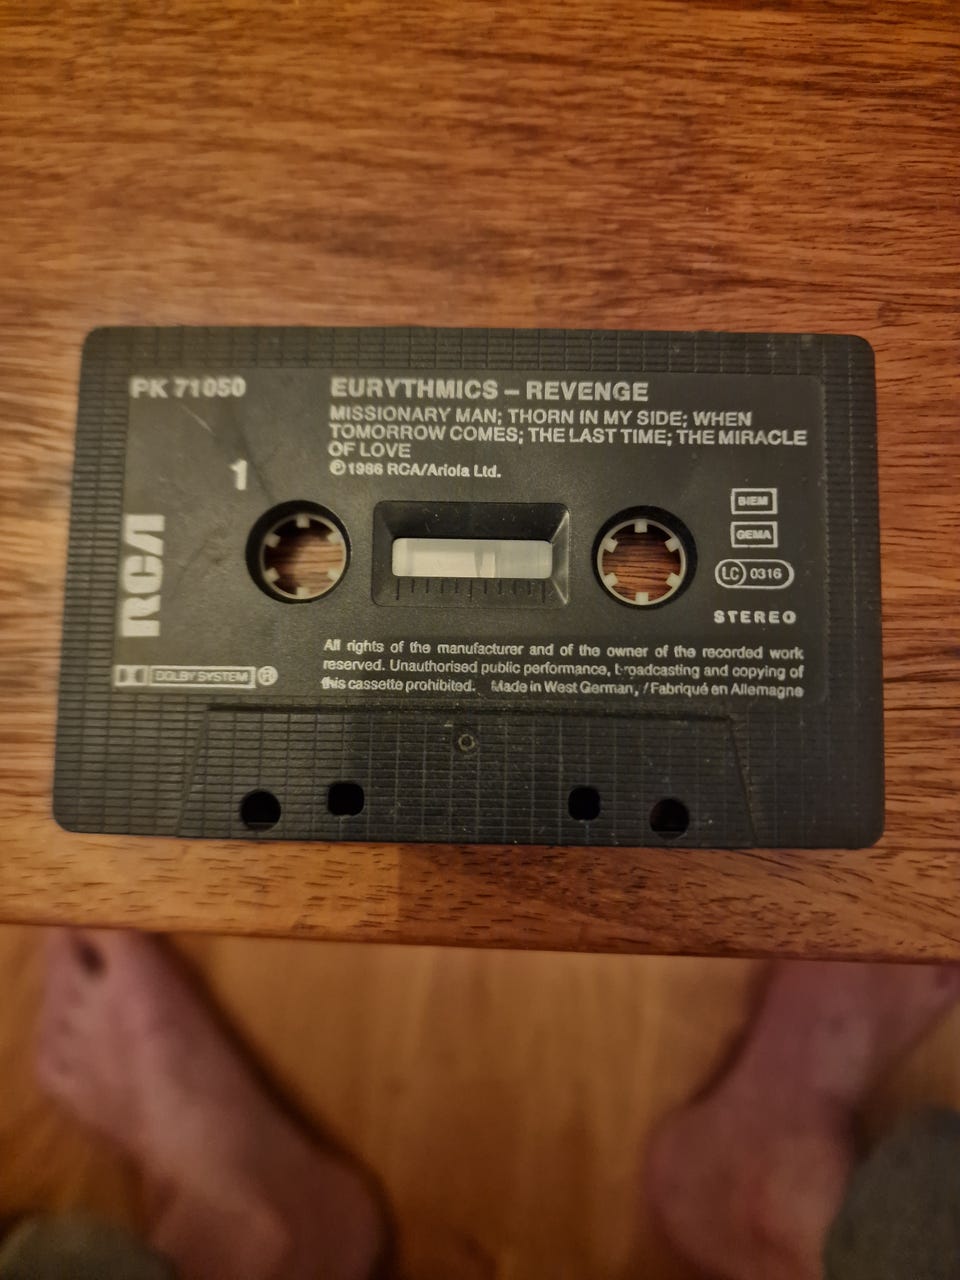 PK 71050
EURYTHMICS – REVENGE
MISSIONARY MAN; THORN IN MY SIDE; WHEN
TOMORROW COMES; THE LAST TIME; THE MIRACLE
OF LOVE
℗ 1986 RCA/Ariola Ltd.
1
RCA
BIEM
GEMA
LC 0316
STEREO
All rights of the manufacturer and of the owner of the recorded work
reserved. Unauthorised public performance, broadcasting and copying of
this cassette prohibited. Made in West Germany / Fabriqué en Allemagne
DOLBY SYSTEM ®